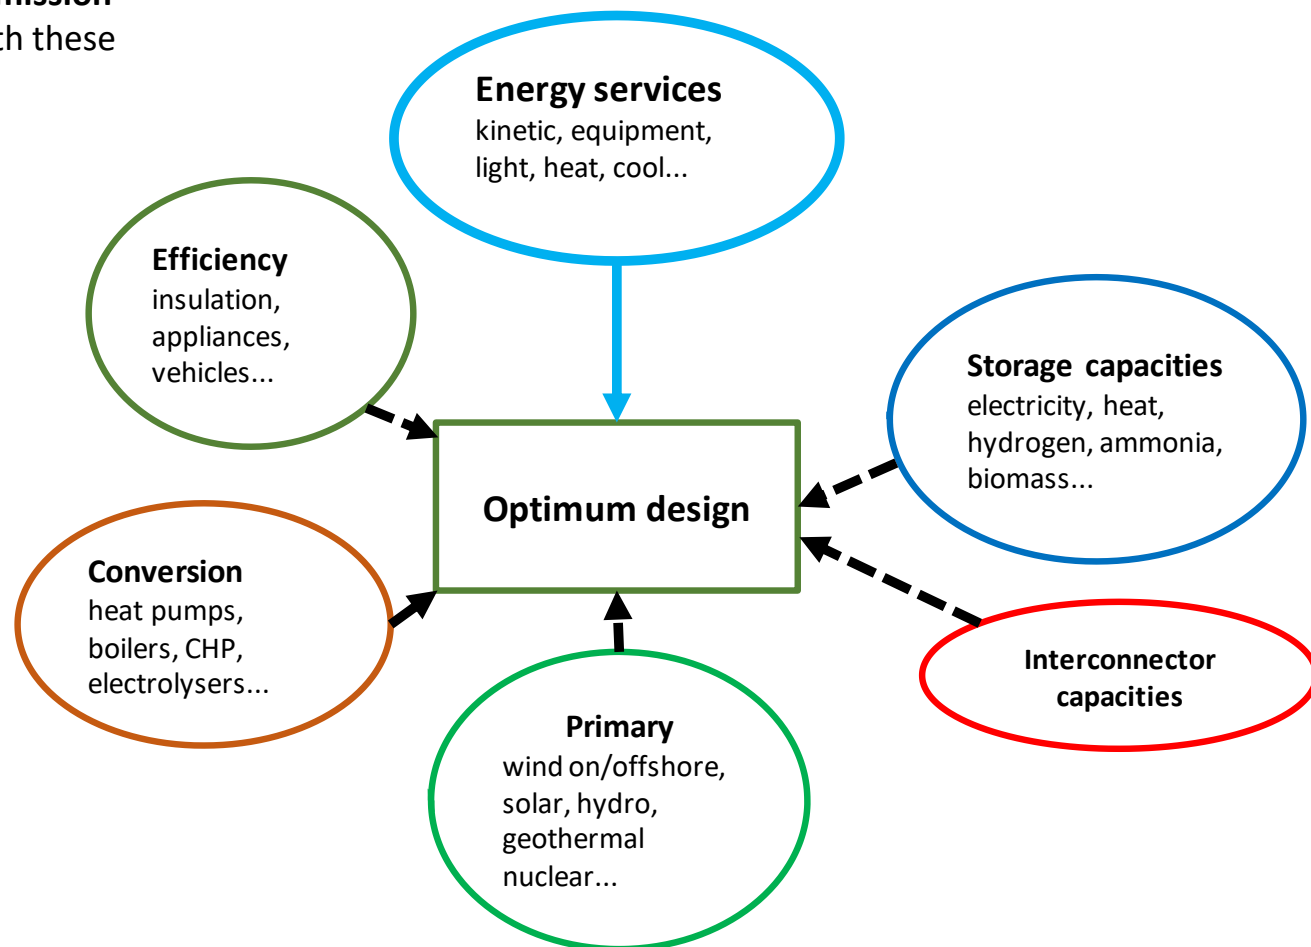 th these
Energy services
kinetic, equipment,
light, heat, cool...
Efficiency
insulation,
appliances,
vehicles...
Storage capacities
electricity, heat,
hydrogen, ammonia,
biomass...
Optimum design
Conversion
heat pumps,
boilers, CHP,
electrolysers...
Interconnector
capacities
Primary
wind on/offshore,
solar, hydro,
geothermal
nuclear...